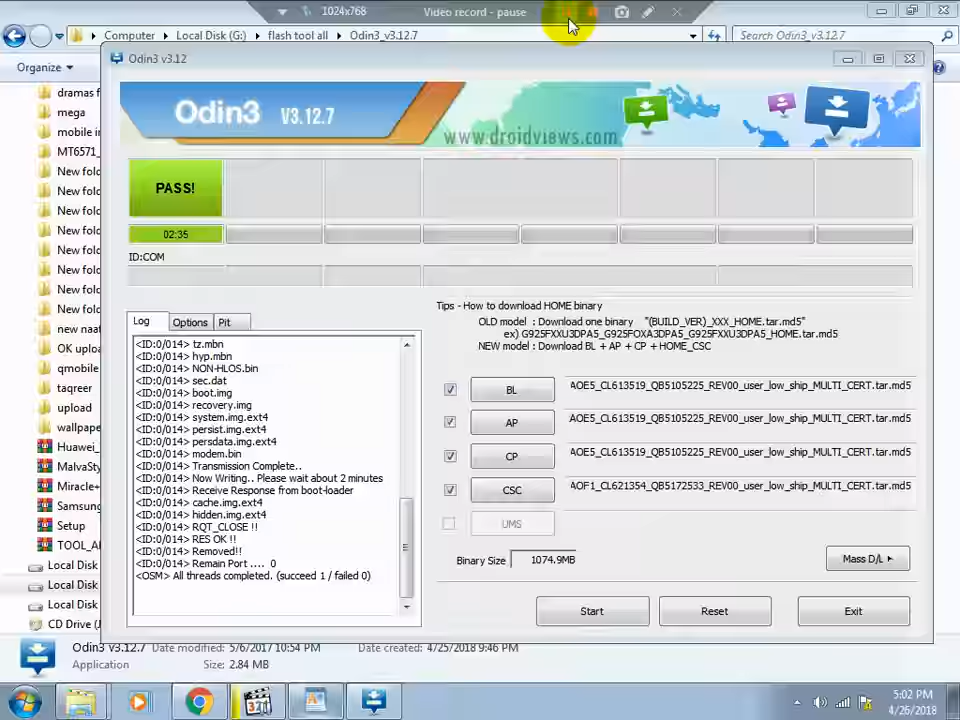 1024x768
Video record - pause
Computer
Local Disk (G:)
flash tool all
Odin3_v3.12.7
Search Odin3_v3.12.7
Organize
Odin3 v3.12
dramas f
mega
mobile in
MT6571_
New fold
New fold
New fold
New fold
New fold
New fold
New fold
New fold
new naat
OK uploa
qmobile
taqreer
upload
wallpape
Huawei_
MalvaSty
Miracle+
Samsung
Setup
TOOL_Al
Local Disk
Local Disk
Local Disk
CD Drive (J
Odin3 V3.12.7
www.droidviews.com
PASS!
02:35
ID:COM
Log
Options
Pit
<ID:0/014> tz.mbn
<ID:0/014> hyp.mbn
<ID:0/014> NON-HLOS.bin
<ID:0/014> sec.dat
<ID:0/014> boot.img
<ID:0/014> recovery.img
<ID:0/014> system.img.ext4
<ID:0/014> persist.img.ext4
<ID:0/014> persdata.img.ext4
<ID:0/014> modem.bin
<ID:0/014> Transmission Complete..
<ID:0/014> Now Writing.. Please wait about 2 minutes
<ID:0/014> Receive Response from boot-loader
<ID:0/014> cache.img.ext4
<ID:0/014> hidden.img.ext4
<ID:0/014> RQT_CLOSE !!
<ID:0/014> RES OK !!
<ID:0/014> Removed!!
<ID:0/014> Remain Port .... 0
<OSM> All threads completed. (succeed 1 / failed 0)
Tips - How to download HOME binary
OLD model : Download one binary "(BUILD_VER)_XXX_HOME.tar.md5"
ex) G925FXXU3DPA5_G925FOXA3DPA5_G925FXXU3DPA5_HOME.tar.md5
NEW model : Download BL + AP + CP + HOME_CSC
BL
AOE5_CL613519_QB5105225_REV00_user_low_ship_MULTI_CERT.tar.md5
AP
AOE5_CL613519_QB5105225_REV00_user_low_ship_MULTI_CERT.tar.md5
CP
AOE5_CL613519_QB5105225_REV00_user_low_ship_MULTI_CERT.tar.md5
CSC
AOF1_CL621354_QB5172533_REV00_user_low_ship_MULTI_CERT.tar.md5
UMS
Binary Size
1074.9MB
Mass D/L
Start
Reset
Exit
Odin3 v3.12.7
Date modified: 5/6/2017 10:54 PM
Date created: 4/25/2018 9:46 PM
Application
Size: 2.84 MB
321
5:02 PM
4/26/2018